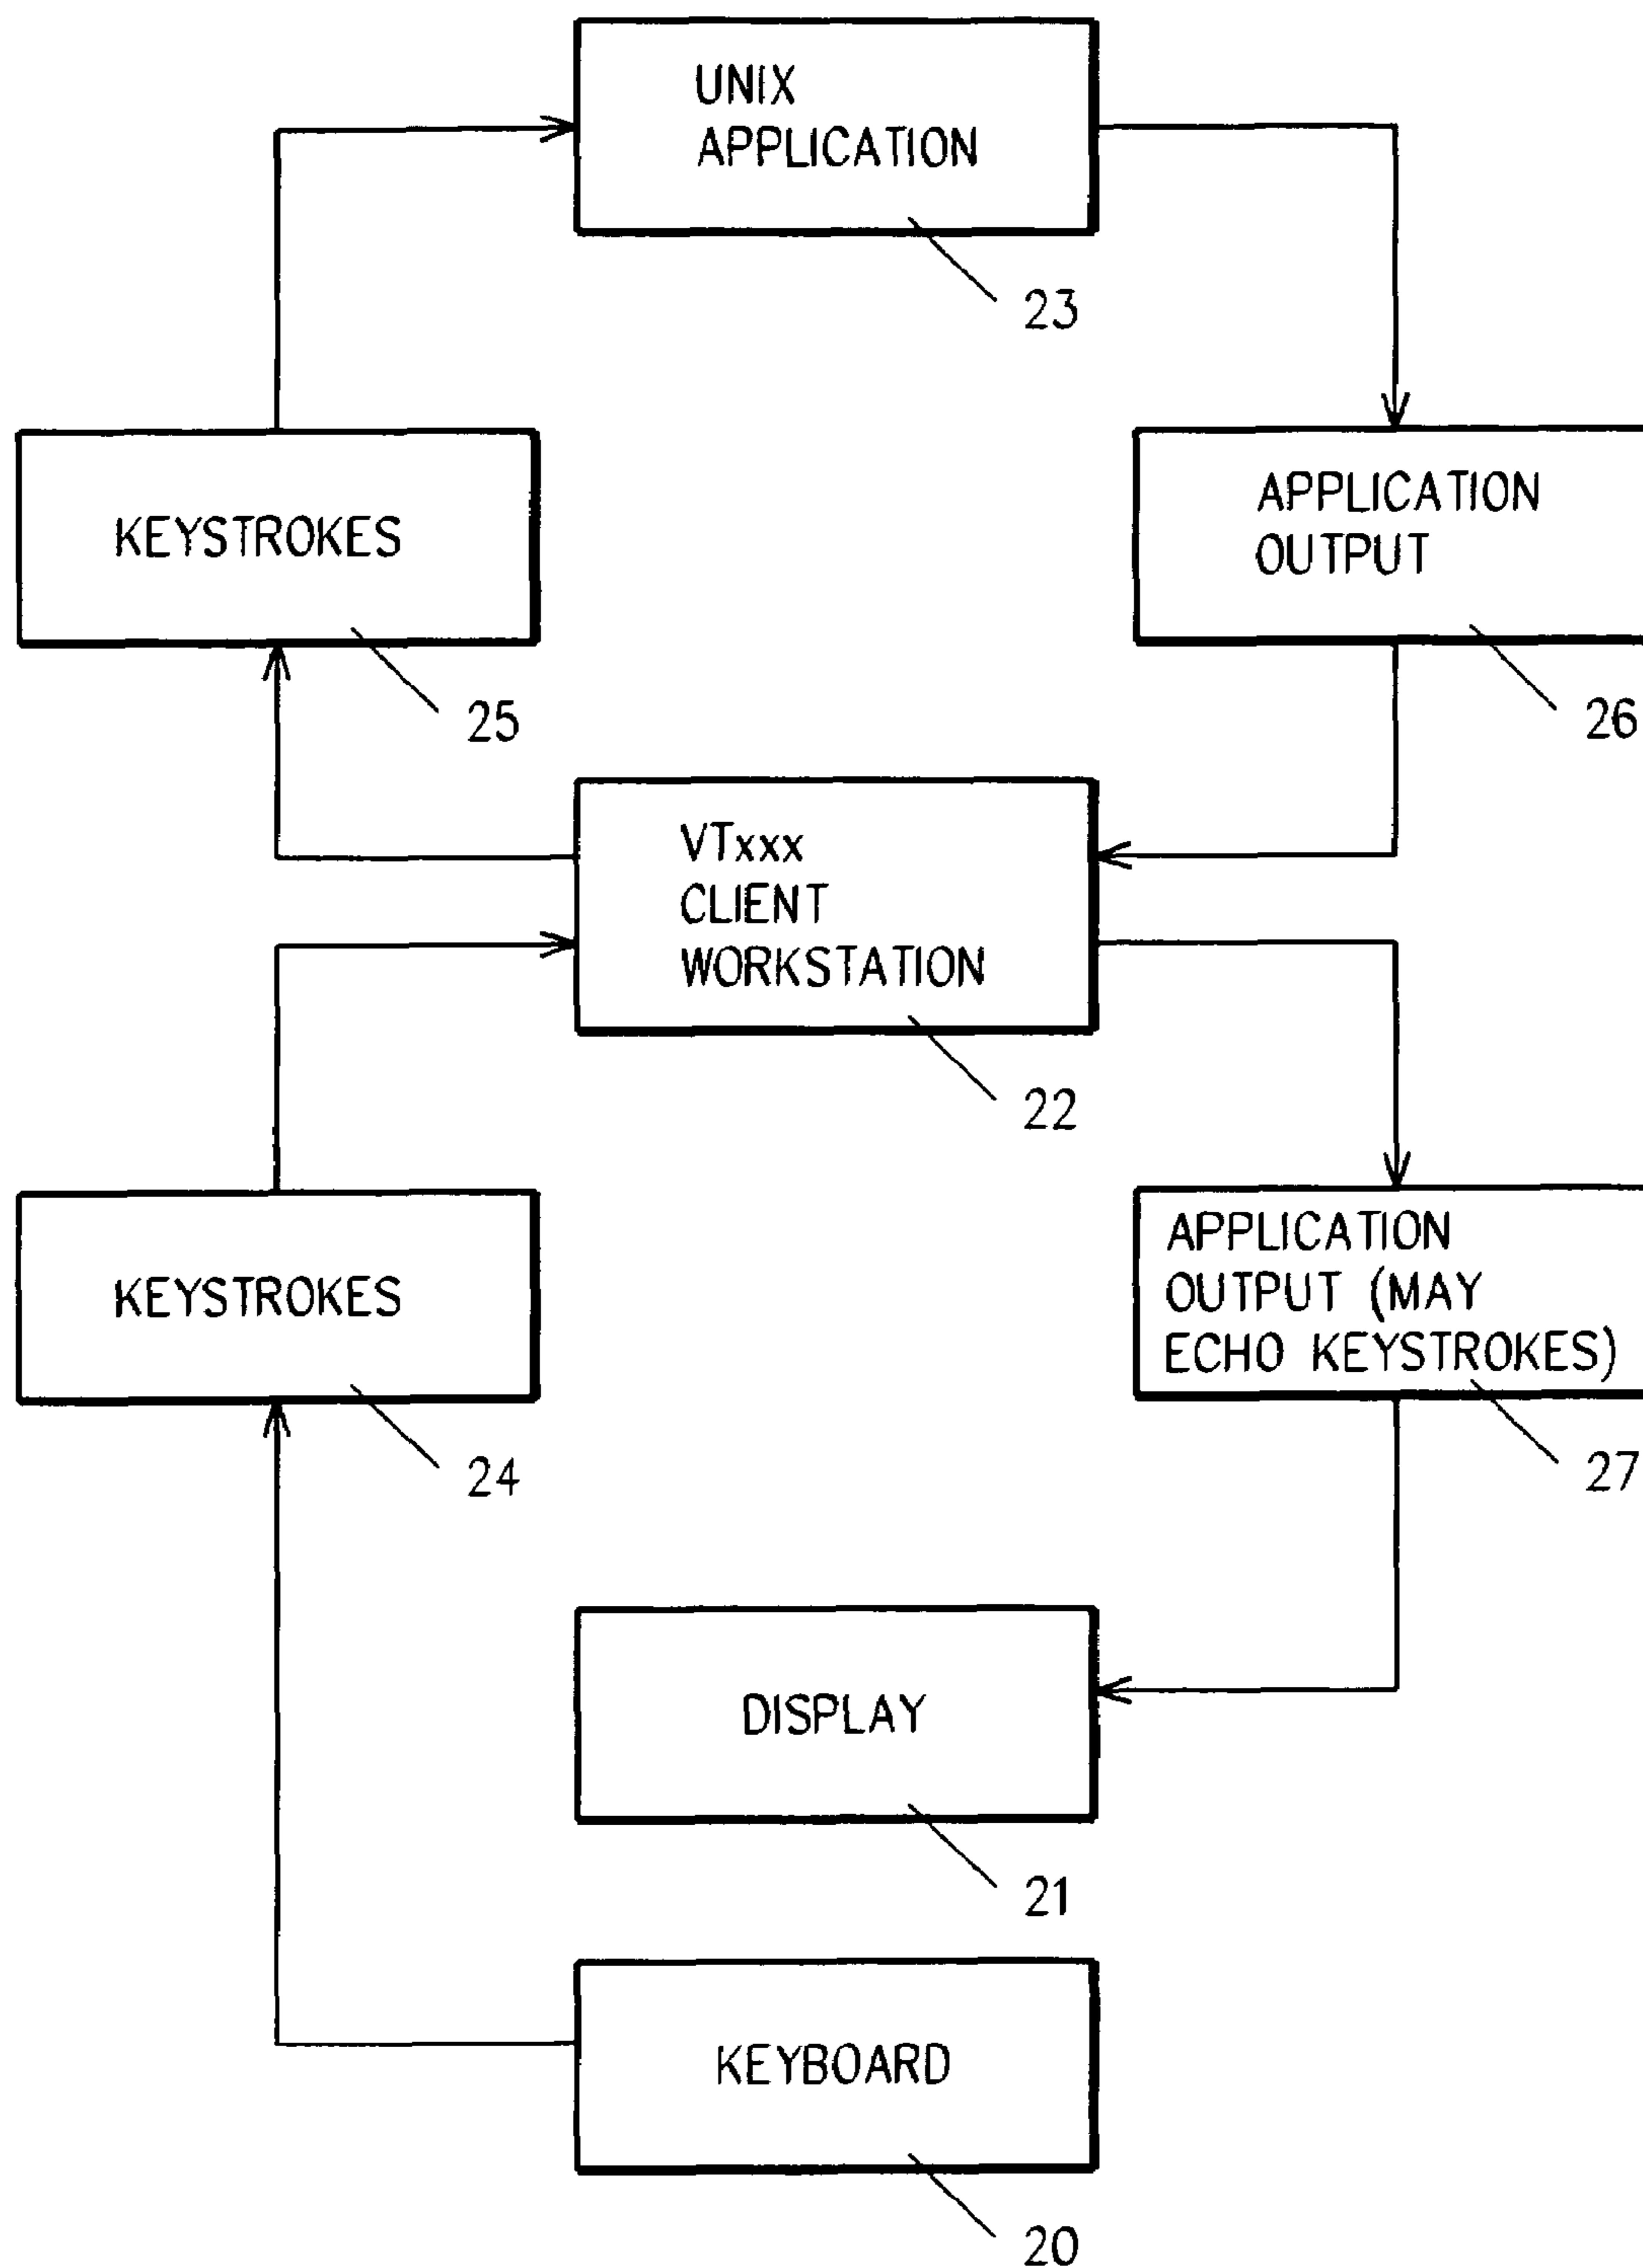 UNIX
APPLICATION
23
KEYSTROKES
25
APPLICATION
OUTPUT
26
VTxxx
CLIENT
WORKSTATION
22
KEYSTROKES
24
APPLICATION
OUTPUT (MAY
ECHO KEYSTROKES)
27
DISPLAY
21
KEYBOARD
20